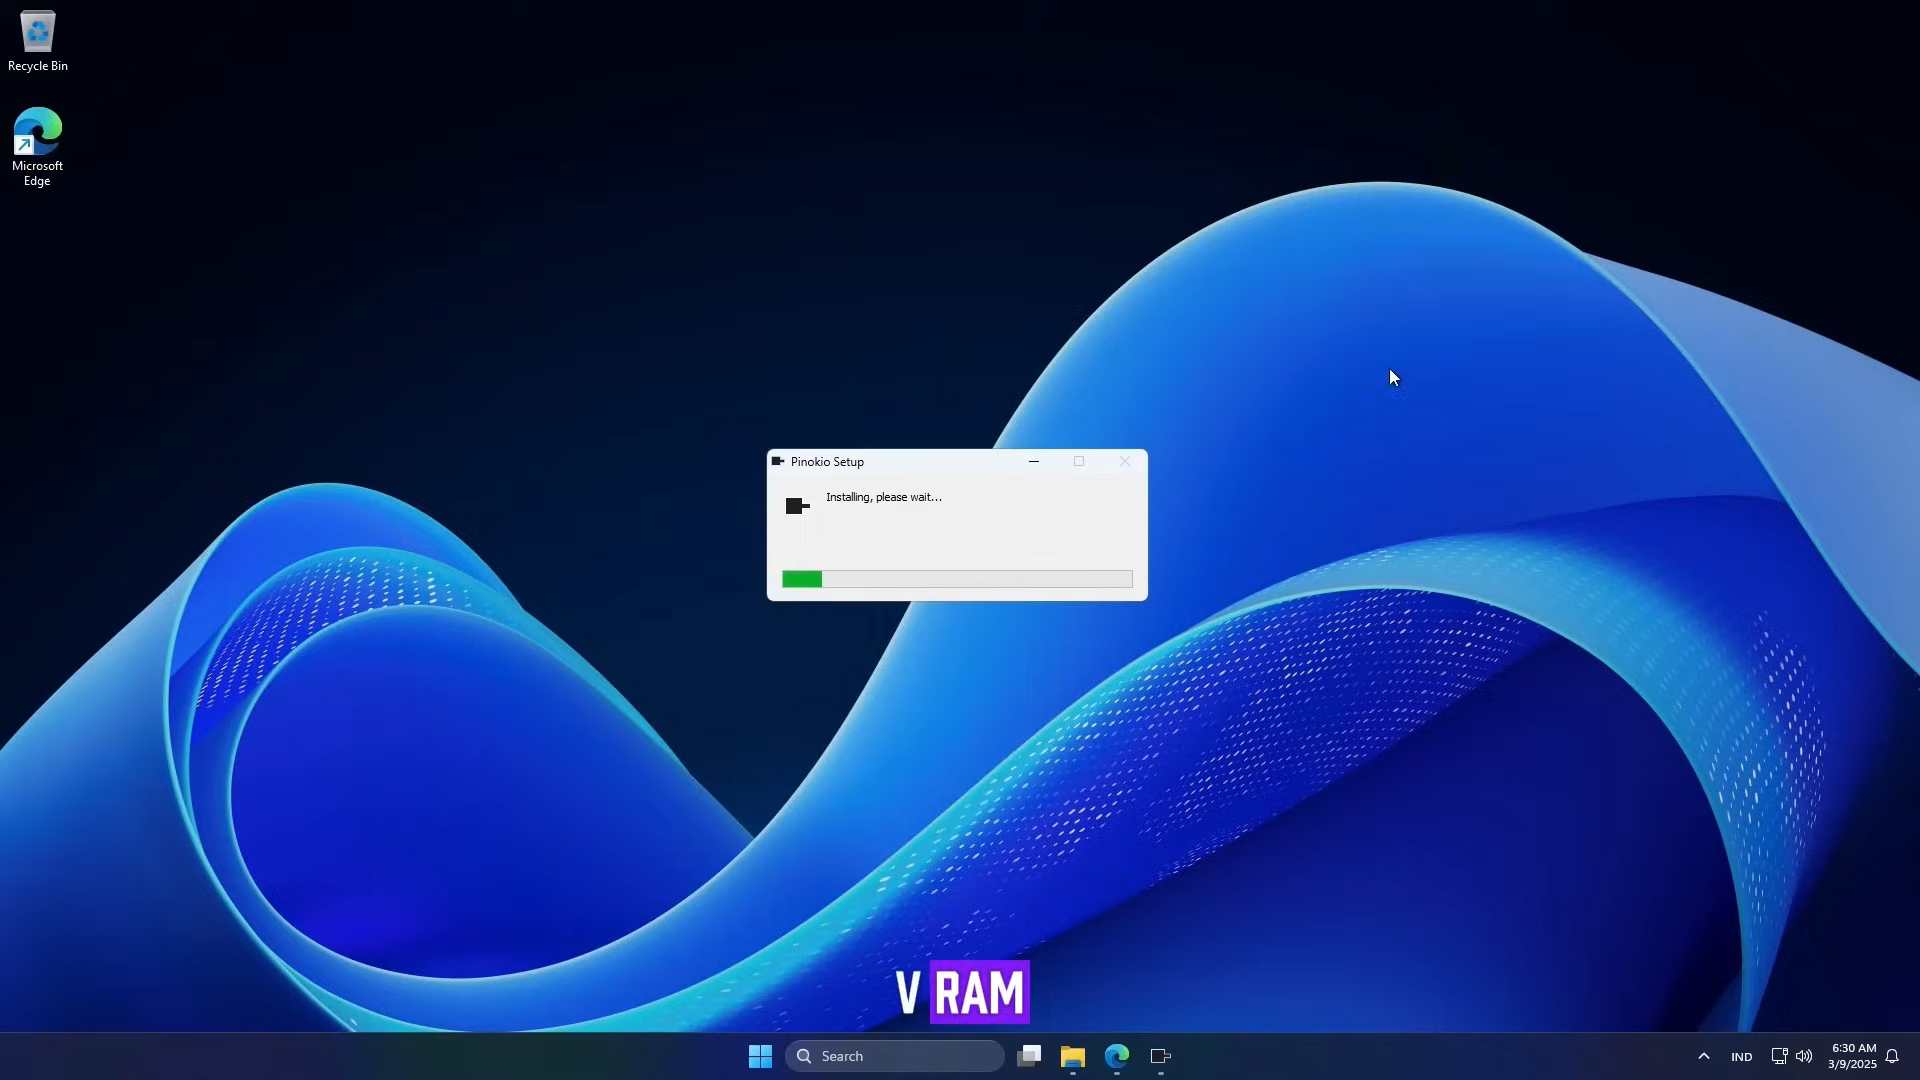 Recycle Bin
Microsoft
Edge
Pinokio Setup
Installing, please wait...
V RAM
Search
IND
6:30 AM
3/9/2025